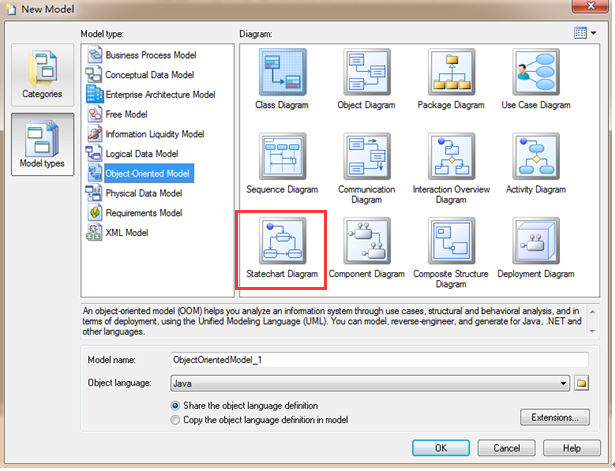 New Model
Model type:
Diagram:
Categories
Model types
Business Process Model
Conceptual Data Model
Enterprise Architecture Model
Free Model
Information Liquidity Model
Logical Data Model
Object-Oriented Model
Physical Data Model
Requirements Model
XML Model
Class Diagram
Object Diagram
Package Diagram
Use Case Diagram
Sequence Diagram
Communication
Diagram
Interaction Overview
Diagram
Activity Diagram
Statechart Diagram
Component Diagram
Composite Structure
Diagram
Deployment Diagram
An object-oriented model (OOM) helps you analyze an information system through use cases, structural and behavioral analysis, and in
terms of deployment, using the Unified Modeling Language (UML). You can model, reverse-engineer, and generate for Java, .NET and
other languages.
Model name:
ObjectOrientedModel_1
Object language:
Java
Share the object language definition
Copy the object language definition in model
Extensions...
OK
Cancel
Help